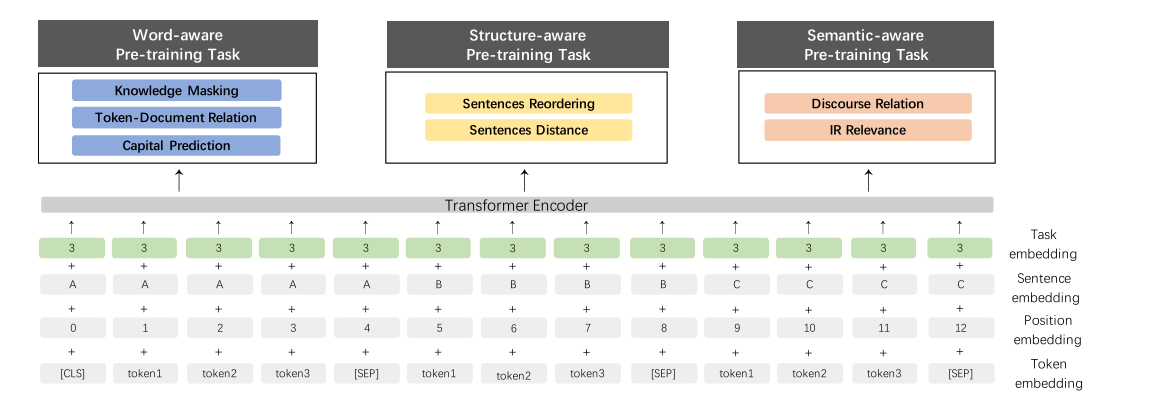 Word-aware
Pre-training Task
Structure-aware
Pre-training Task
Semantic-aware
Pre-training Task
Knowledge Masking
Token-Document Relation
Capital Prediction
Sentences Reordering
Sentences Distance
Discourse Relation
IR Relevance
Transformer Encoder
3 3 3 3 3 3 3 3 3 3 3 3 3
Task
embedding
+ + + + + + + + + + + + +
A A A A A B B B B C C C C
Sentence
embedding
+ + + + + + + + + + + + +
0 1 2 3 4 5 6 7 8 9 10 11 12
Position
embedding
+ + + + + + + + + + + + +
[CLS] token1 token2 token3 [SEP] token1 token2 token3 [SEP] token1 token2 token3 [SEP]
Token
embedding